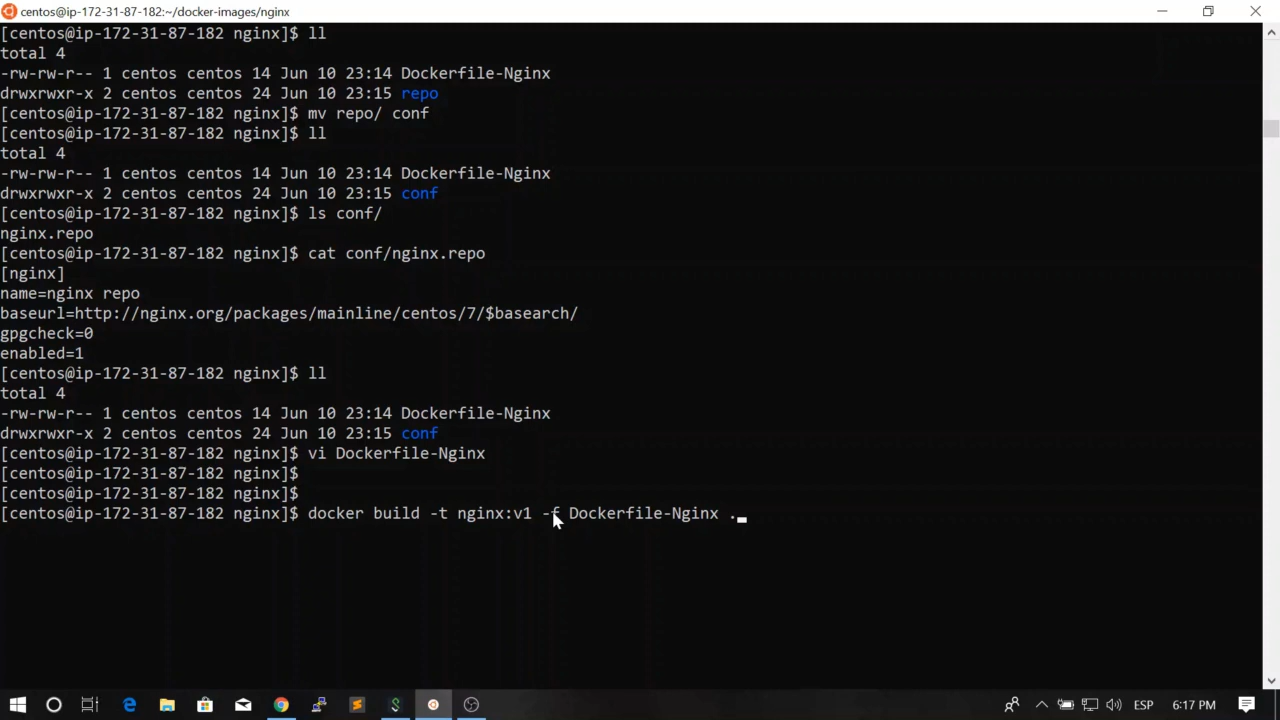 centos@ip-172-31-87-182:~/docker-images/nginx
[centos@ip-172-31-87-182 nginx]$ ll
total 4
-rw-rw-r-- 1 centos centos 14 Jun 10 23:14 Dockerfile-Nginx
drwxrwxr-x 2 centos centos 24 Jun 10 23:15 repo
[centos@ip-172-31-87-182 nginx]$ mv repo/ conf
[centos@ip-172-31-87-182 nginx]$ ll
total 4
-rw-rw-r-- 1 centos centos 14 Jun 10 23:14 Dockerfile-Nginx
drwxrwxr-x 2 centos centos 24 Jun 10 23:15 conf
[centos@ip-172-31-87-182 nginx]$ ls conf/
nginx.repo
[centos@ip-172-31-87-182 nginx]$ cat conf/nginx.repo
[nginx]
name=nginx repo
baseurl=http://nginx.org/packages/mainline/centos/7/$basearch/
gpgcheck=0
enabled=1
[centos@ip-172-31-87-182 nginx]$ ll
total 4
-rw-rw-r-- 1 centos centos 14 Jun 10 23:14 Dockerfile-Nginx
drwxrwxr-x 2 centos centos 24 Jun 10 23:15 conf
[centos@ip-172-31-87-182 nginx]$ vi Dockerfile-Nginx
[centos@ip-172-31-87-182 nginx]$
[centos@ip-172-31-87-182 nginx]$
[centos@ip-172-31-87-182 nginx]$ docker build -t nginx:v1 -f Dockerfile-Nginx .
ESP
6:17 PM